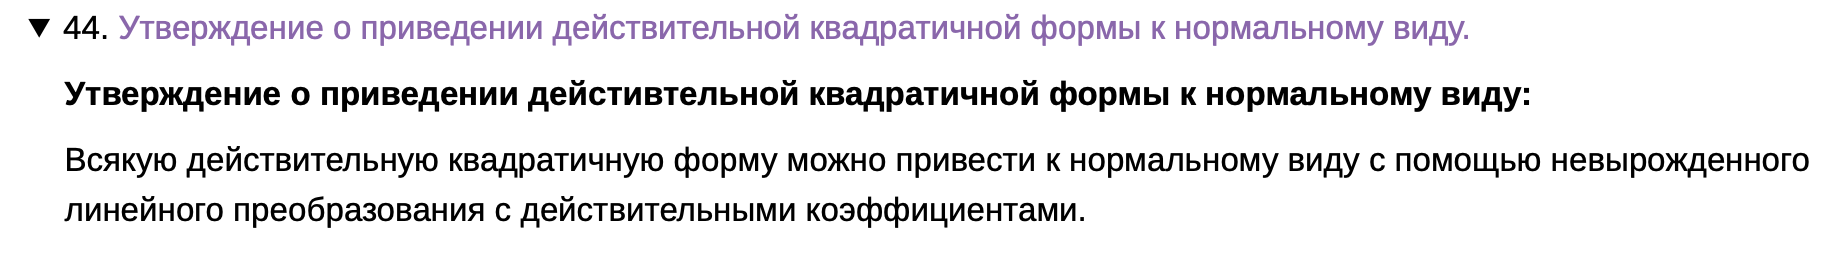 ▼ 44. Утверждение о приведении действительной квадратичной формы к нормальному виду.
Утверждение о приведении дейстивтельной квадратичной формы к нормальному виду:
Всякую действительную квадратичную форму можно привести к нормальному виду с помощью невырожденного
линейного преобразования с действительными коэффициентами.